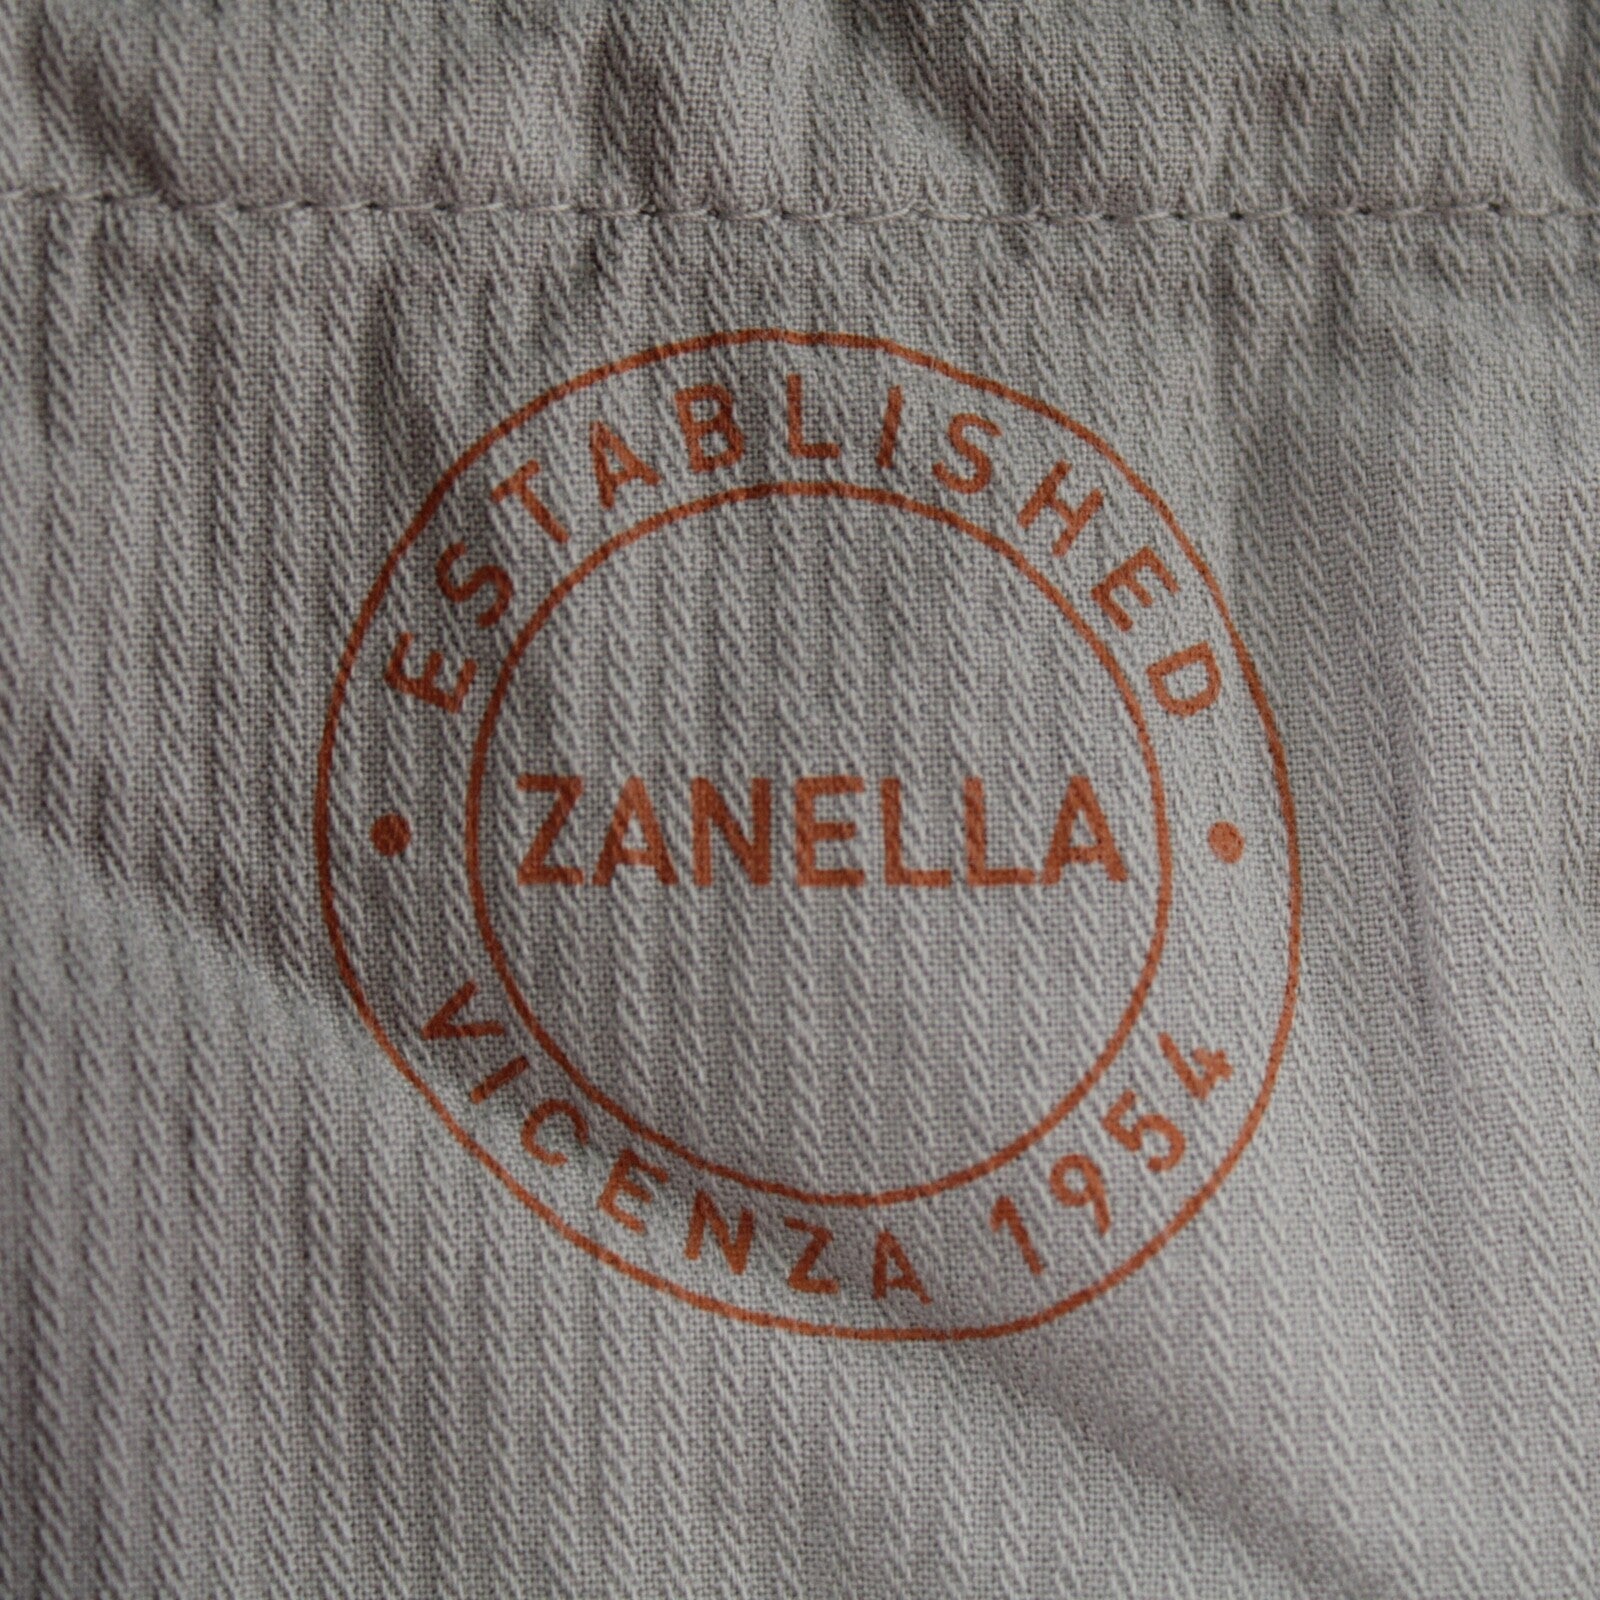 ESTABLISHED
ZANELLA
VICENZA 1954